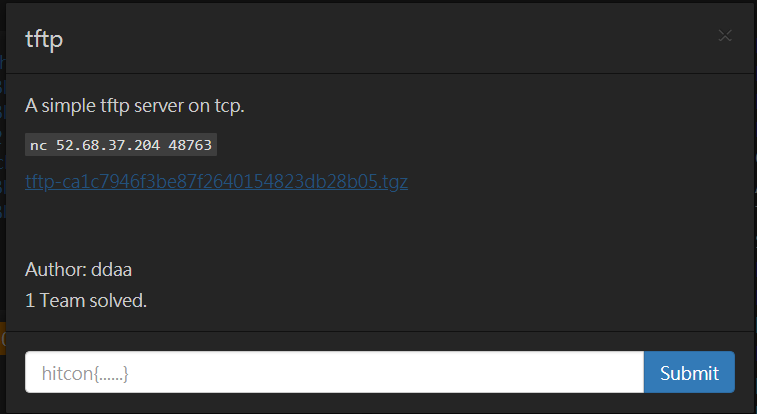 tftp
×
A simple tftp server on tcp.
nc 52.68.37.204 48763
tftp-ca1c7946f3be87f2640154823db28b05.tgz
Author: ddaa
1 Team solved.
hitcon{......}
Submit